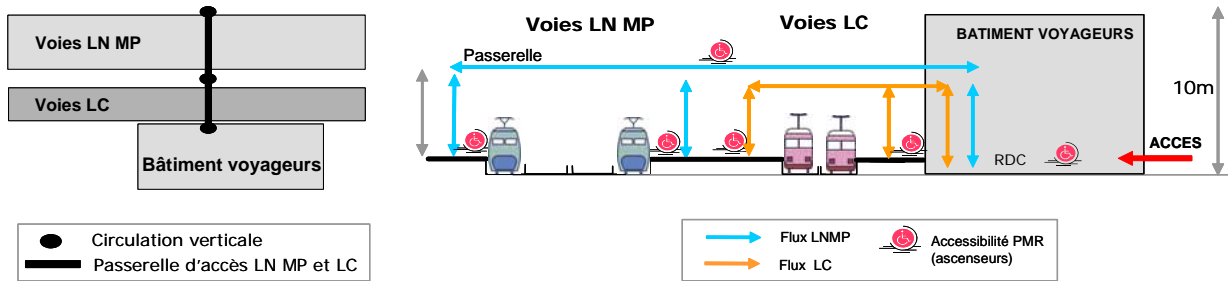 Voies LN MP
Voies LC
Bâtiment voyageurs
Circulation verticale
Passerelle d'accès LN MP et LC
Voies LN MP
Voies LC
BATIMENT VOYAGEURS
Passerelle
10m
ACCES
RDC
Flux LNMP
Flux LC
Accessibilité PMR
(ascenseurs)